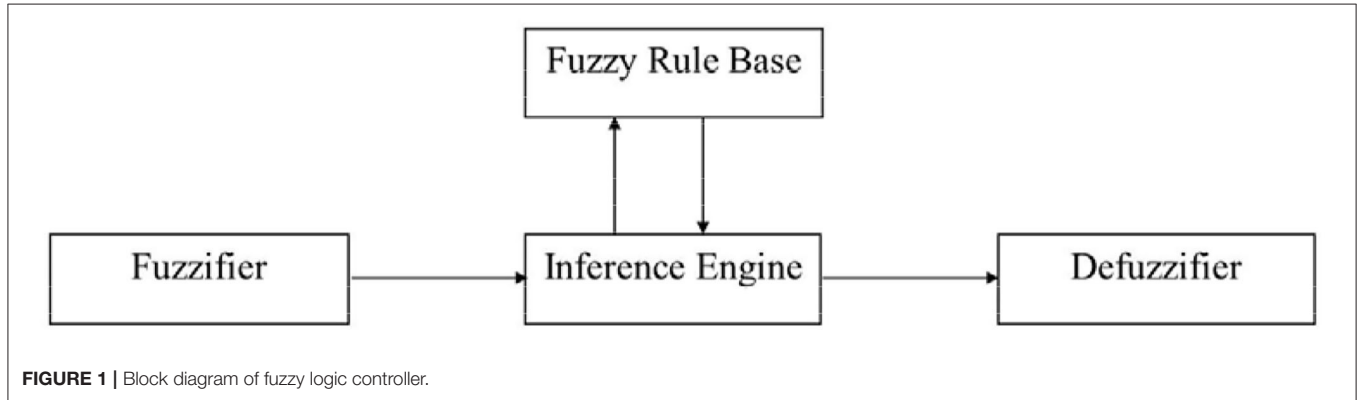 Fuzzy Rule Base
Fuzzifier
Inference Engine
Defuzzifier
FIGURE 1 | Block diagram of fuzzy logic controller.